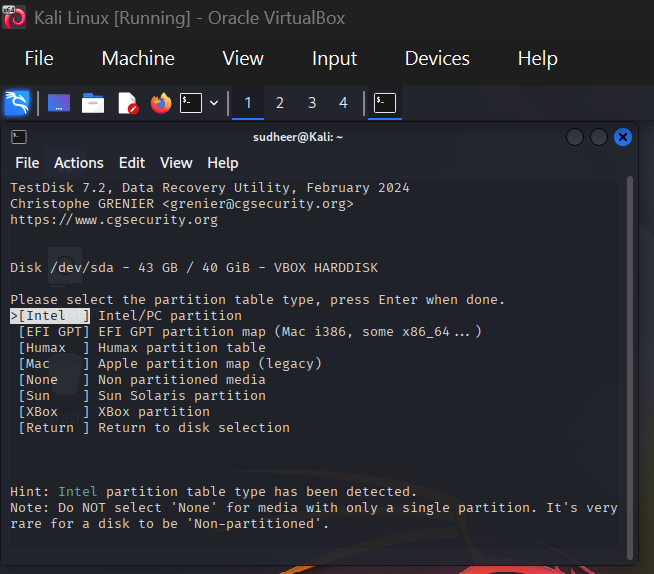 x64
Kali Linux [Running] - Oracle VirtualBox
File Machine View Input Devices Help
$_ 1 2 3 4 $_
sudheer@Kali: ~
File Actions Edit View Help
TestDisk 7.2, Data Recovery Utility, February 2024
Christophe GRENIER <grenier@cgsecurity.org>
https://www.cgsecurity.org
Disk /dev/sda - 43 GB / 40 GiB - VBOX HARDDISK
Please select the partition table type, press Enter when done.
>[Intel  ] Intel/PC partition
[EFI GPT] EFI GPT partition map (Mac i386, some x86_64...)
[Humax  ] Humax partition table
[Mac    ] Apple partition map (legacy)
[None   ] Non partitioned media
[Sun    ] Sun Solaris partition
[XBox   ] XBox partition
[Return ] Return to disk selection
Hint: Intel partition table type has been detected.
Note: Do NOT select 'None' for media with only a single partition. It's very
rare for a disk to be 'Non-partitioned'.